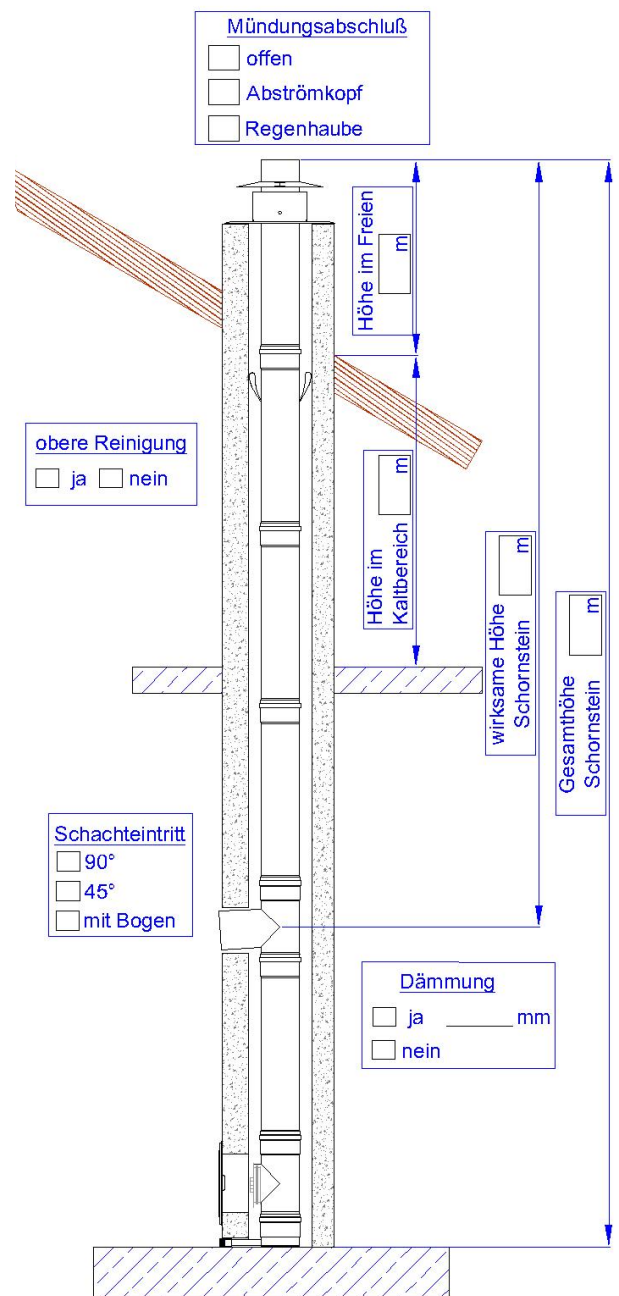 Mündungsabschluß
offen
Abströmkopf
Regenhaube
Höhe im Freien
m
obere Reinigung
ja nein
Höhe im
Kaltbereich
m
wirksame Höhe
Schornstein
m
Gesamthöhe
Schornstein
m
Schachteintritt
90°
45°
mit Bogen
Dämmung
ja ______ mm
nein